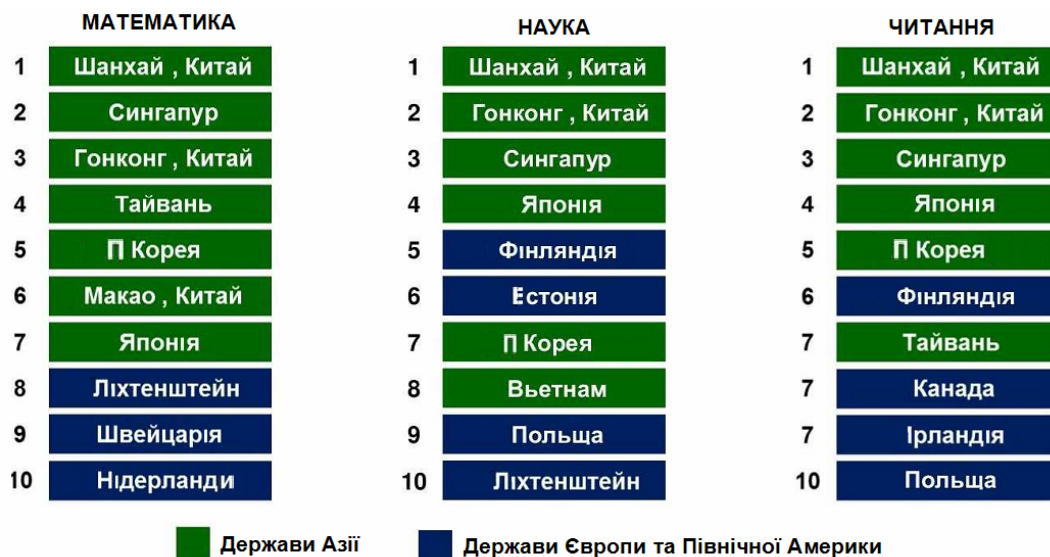 МАТЕМАТИКА
1 Шанхай , Китай
2 Сингапур
3 Гонконг , Китай
4 Тайвань
5 П Корея
6 Макао , Китай
7 Японія
8 Ліхтенштейн
9 Швейцарія
10 Нідерланди
НАУКА
1 Шанхай , Китай
2 Гонконг , Китай
3 Сингапур
4 Японія
5 Фінляндія
6 Естонія
7 П Корея
8 Вьетнам
9 Польща
10 Ліхтенштейн
ЧИТАННЯ
1 Шанхай , Китай
2 Гонконг , Китай
3 Сингапур
4 Японія
5 П Корея
6 Фінляндія
7 Тайвань
7 Канада
7 Ірландія
10 Польща
Держави Азії
Держави Європи та Північної Америки